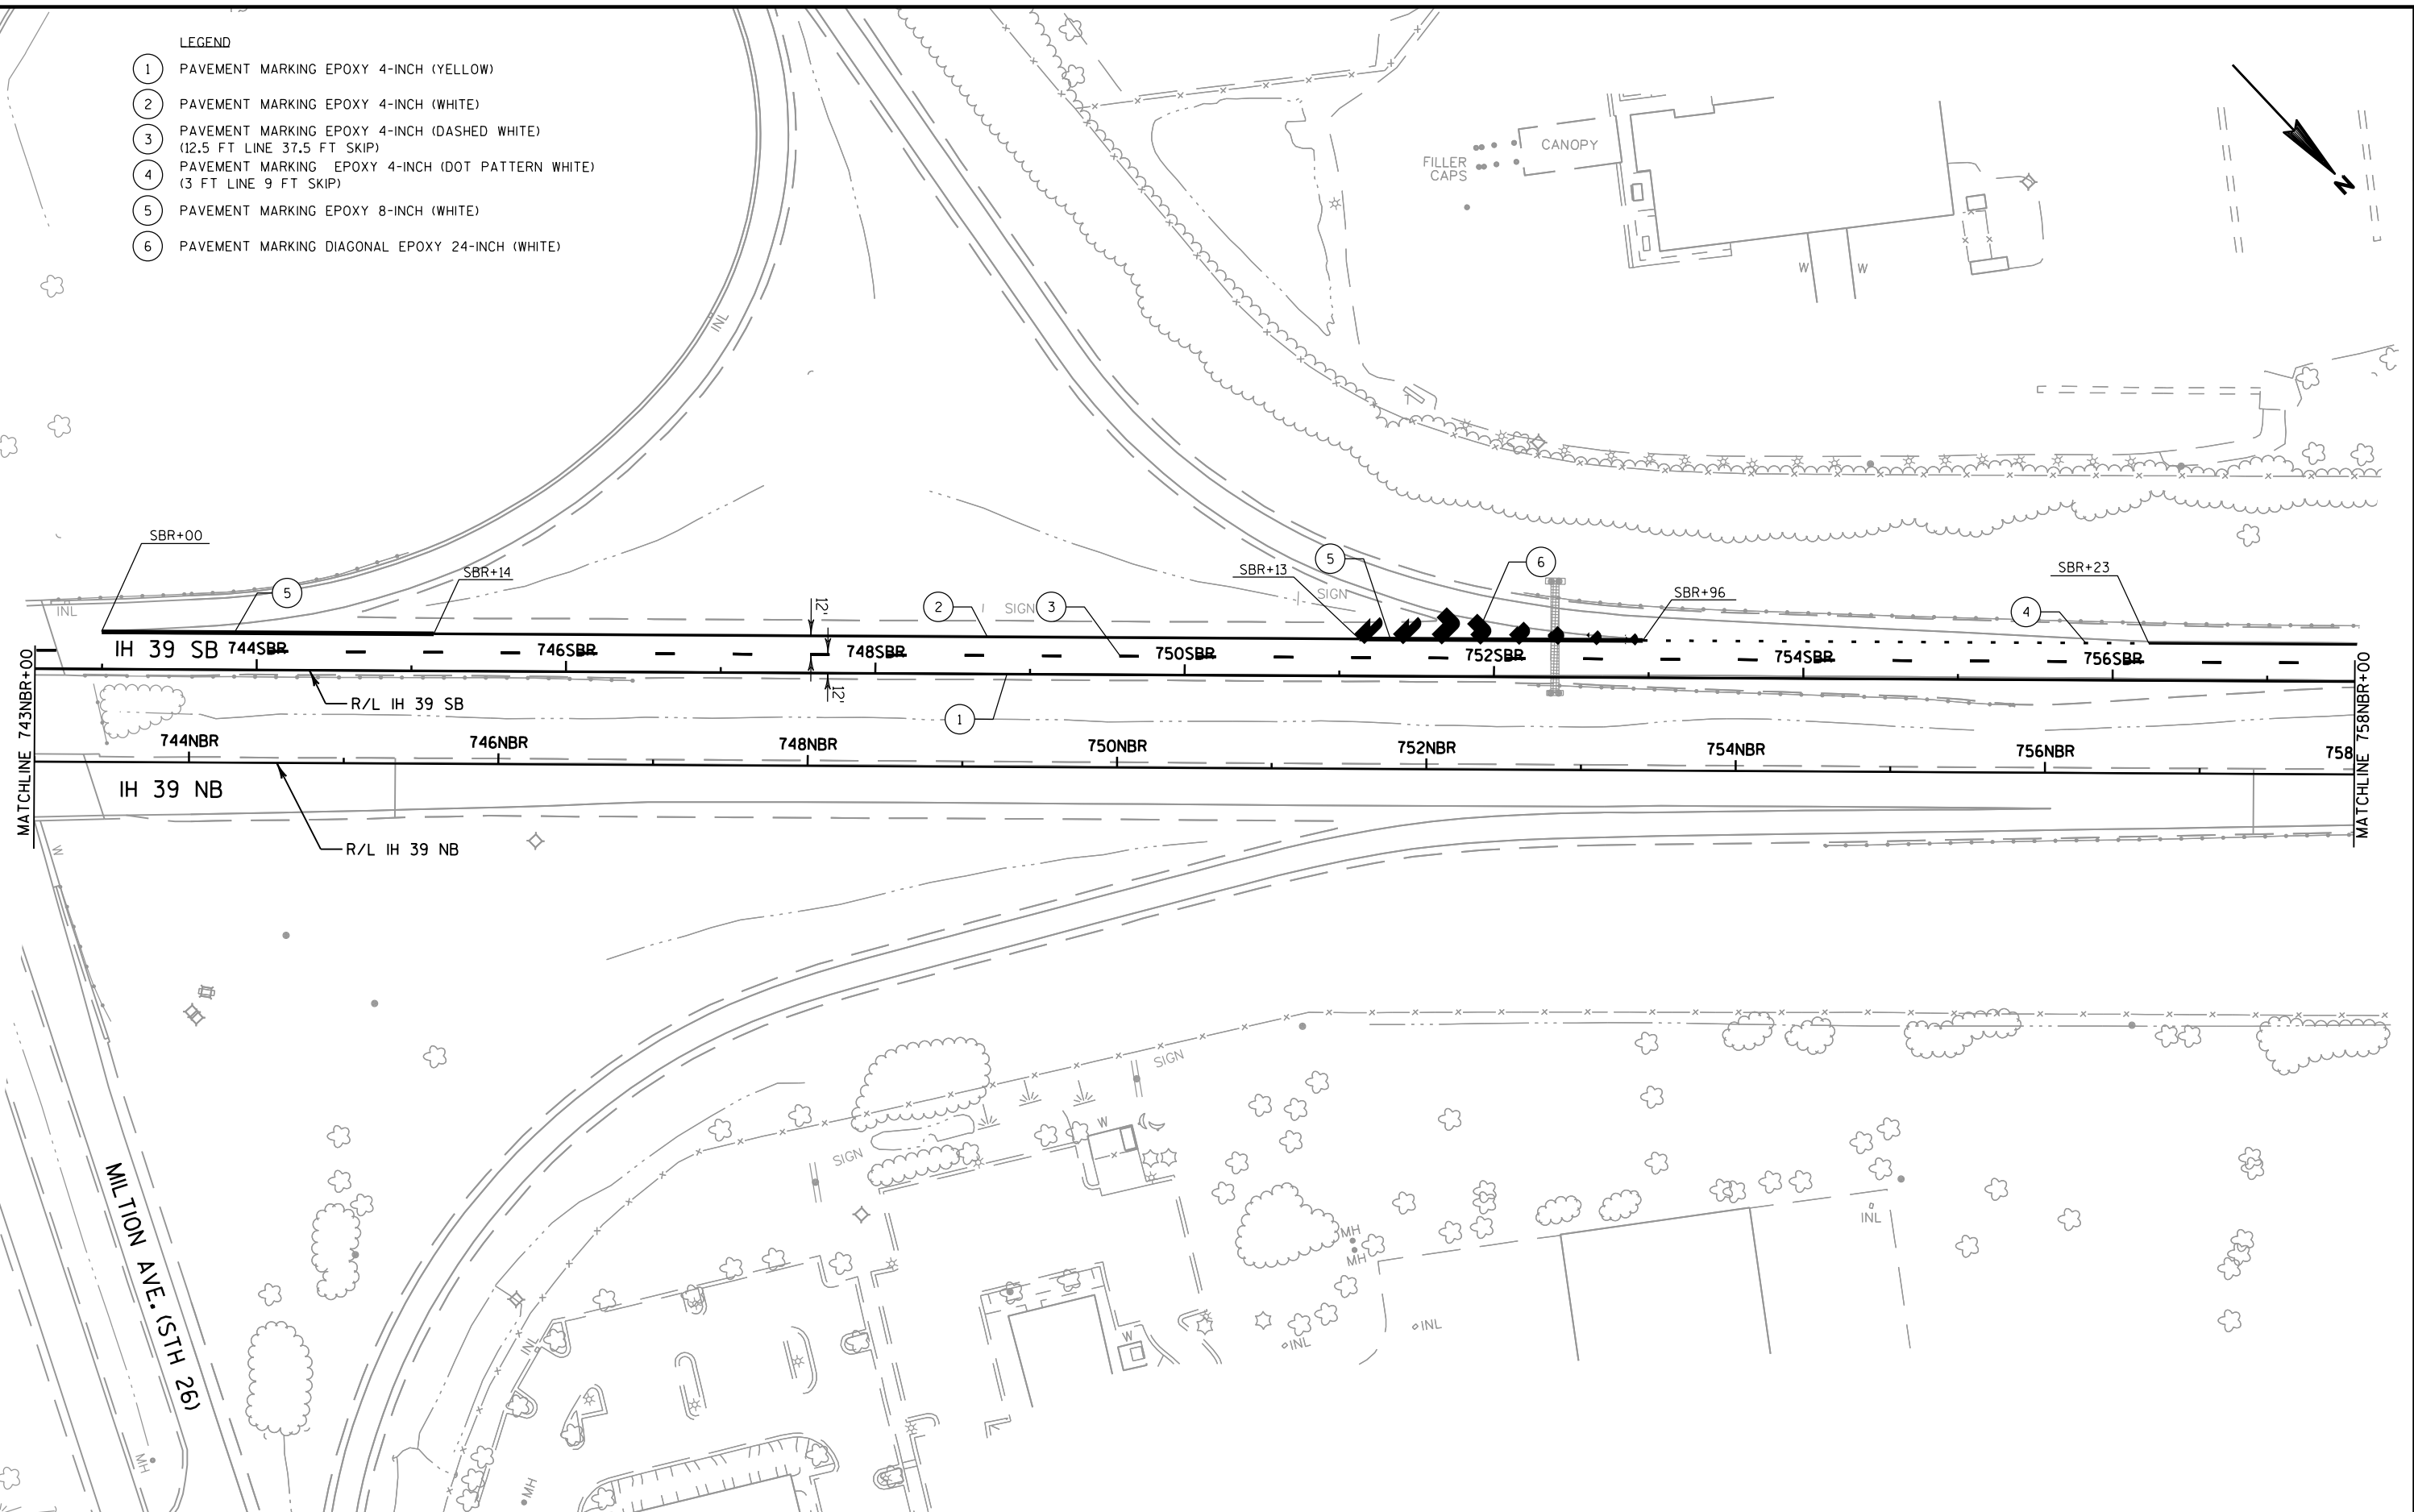 LEGEND
1 PAVEMENT MARKING EPOXY 4-INCH (YELLOW)
2 PAVEMENT MARKING EPOXY 4-INCH (WHITE)
3 PAVEMENT MARKING EPOXY 4-INCH (DASHED WHITE)
(12.5 FT LINE 37.5 FT SKIP)
4 PAVEMENT MARKING EPOXY 4-INCH (DOT PATTERN WHITE)
(3 FT LINE 9 FT SKIP)
5 PAVEMENT MARKING EPOXY 8-INCH (WHITE)
6 PAVEMENT MARKING DIAGONAL EPOXY 24-INCH (WHITE)
N
CANOPY
FILLER
CAPS
W W
INL
SBR+00
5
SBR+14
INL
2
SIGN
3
SBR+13
5
SIGN
6
SBR+96
SBR+23
4
12'
12'
IH 39 SB
744SBR 746SBR 748SBR 750SBR 752SBR 754SBR 756SBR
R/L IH 39 SB
1
MATCHLINE 743NBR+00
MATCHLINE 758NBR+00
744NBR 746NBR 748NBR 750NBR 752NBR 754NBR 756NBR 758
IH 39 NB
R/L IH 39 NB
W
SIGN
SIGN
W
MILTION AVE.(STH 26)
MH
MH
INL
INL
INL
INL
W
MH
MH